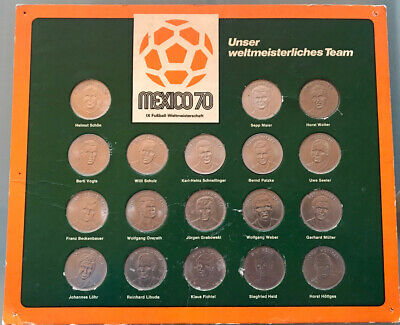 Unser
weltmeisterliches Team
MEXICO 70
IX Fußball Weltmeisterschaft
Helmut Schön
Sepp Maier
Horst Wolter
Berti Vogts
Willi Schulz
Karl-Heinz Schnellinger
Bernd Patzke
Uwe Seeler
Franz Beckenbauer
Wolfgang Overath
Jürgen Grabowski
Wolfgang Weber
Gerhard Müller
Johannes Löhr
Reinhard Libuda
Klaus Fichtel
Siegfried Held
Horst Höttges